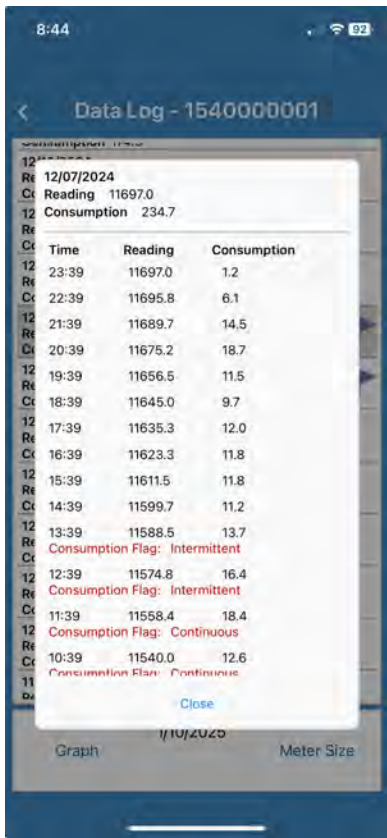 8:44
92
Data Log - 1540000001
12/07/2024
Reading 11697.0
Consumption 234.7
Time Reading Consumption
23:39 11697.0 1.2
22:39 11695.8 6.1
21:39 11689.7 14.5
20:39 11675.2 18.7
19:39 11656.5 11.5
18:39 11645.0 9.7
17:39 11635.3 12.0
16:39 11623.3 11.8
15:39 11611.5 11.8
14:39 11599.7 11.2
13:39 11588.5 13.7
Consumption Flag: Intermittent
12:39 11574.8 16.4
Consumption Flag: Intermittent
11:39 11558.4 18.4
Consumption Flag: Continuous
10:39 11540.0 12.6
Consumption Flag: Continuous
Close
1/10/2025
Graph Meter Size